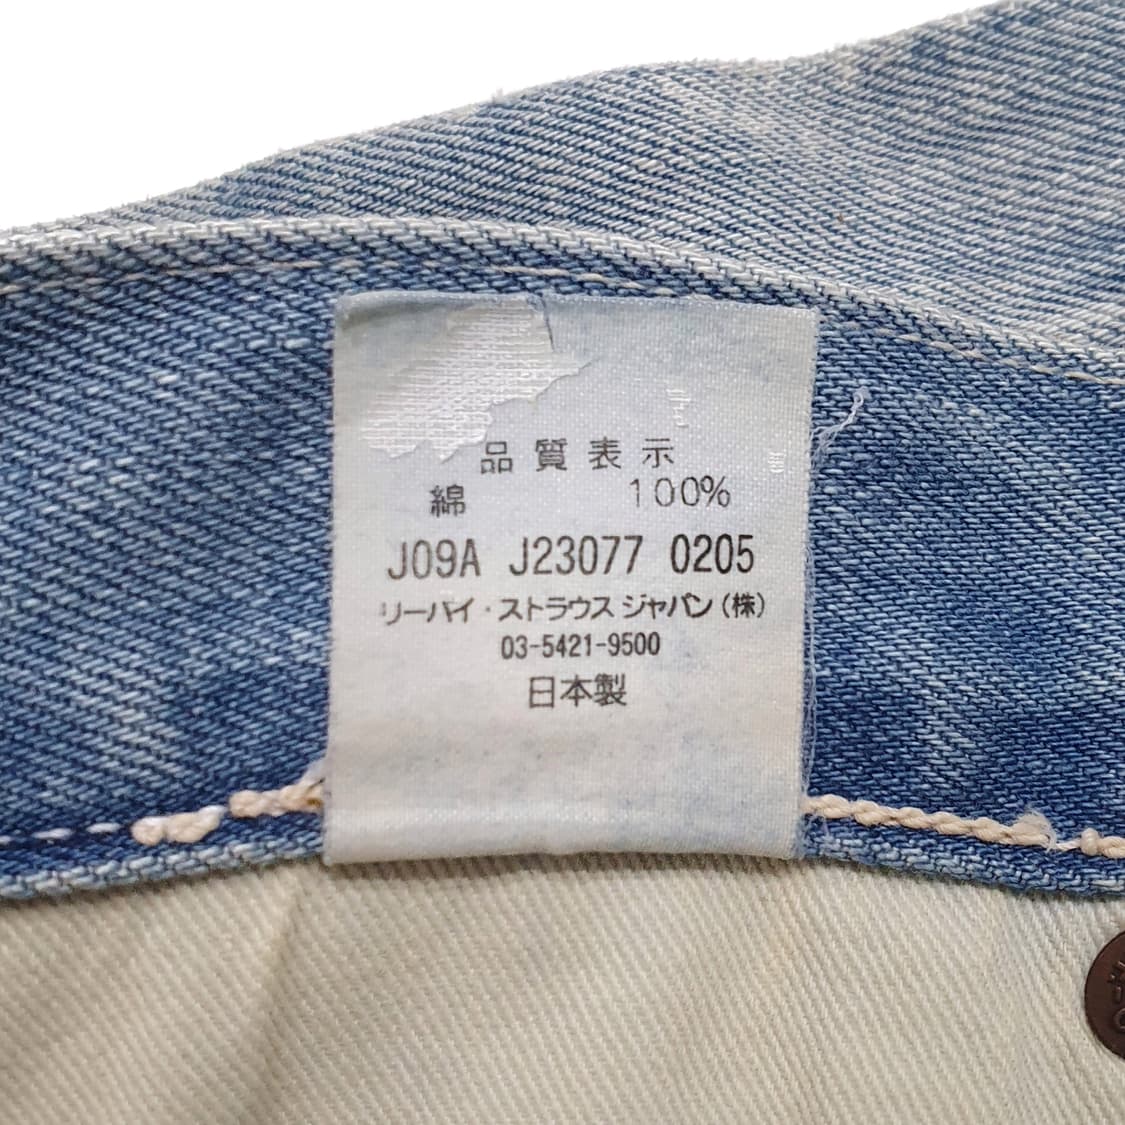 品質表示
綿 100%
J09A J23077 0205
リーバイ・ストラウス ジャパン(株)
03-5421-9500
日本製